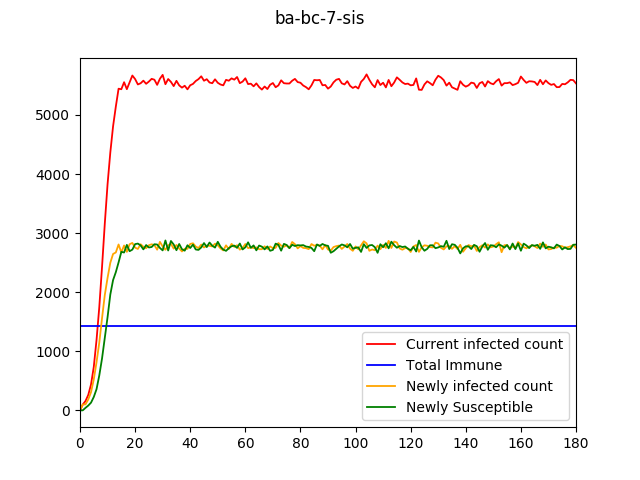 ba-bc-7-sis
5000
4000
3000
2000
1000
0
0 20 40 60 80 100 120 140 160 180
Current infected count
Total Immune
Newly infected count
Newly Susceptible